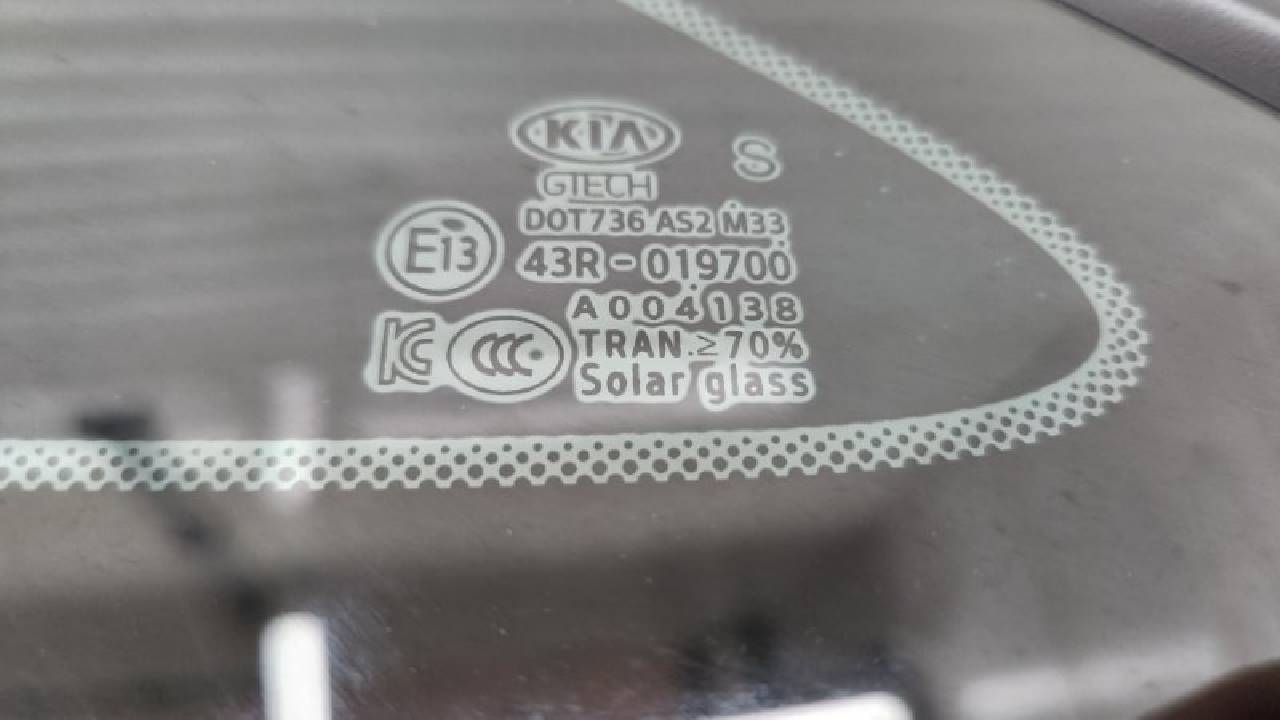 KIA
S
GTECH
DOT736 AS2 M33
E13
43R-019700
A004138
KC CCC
TRAN.≥70%
Solar glass